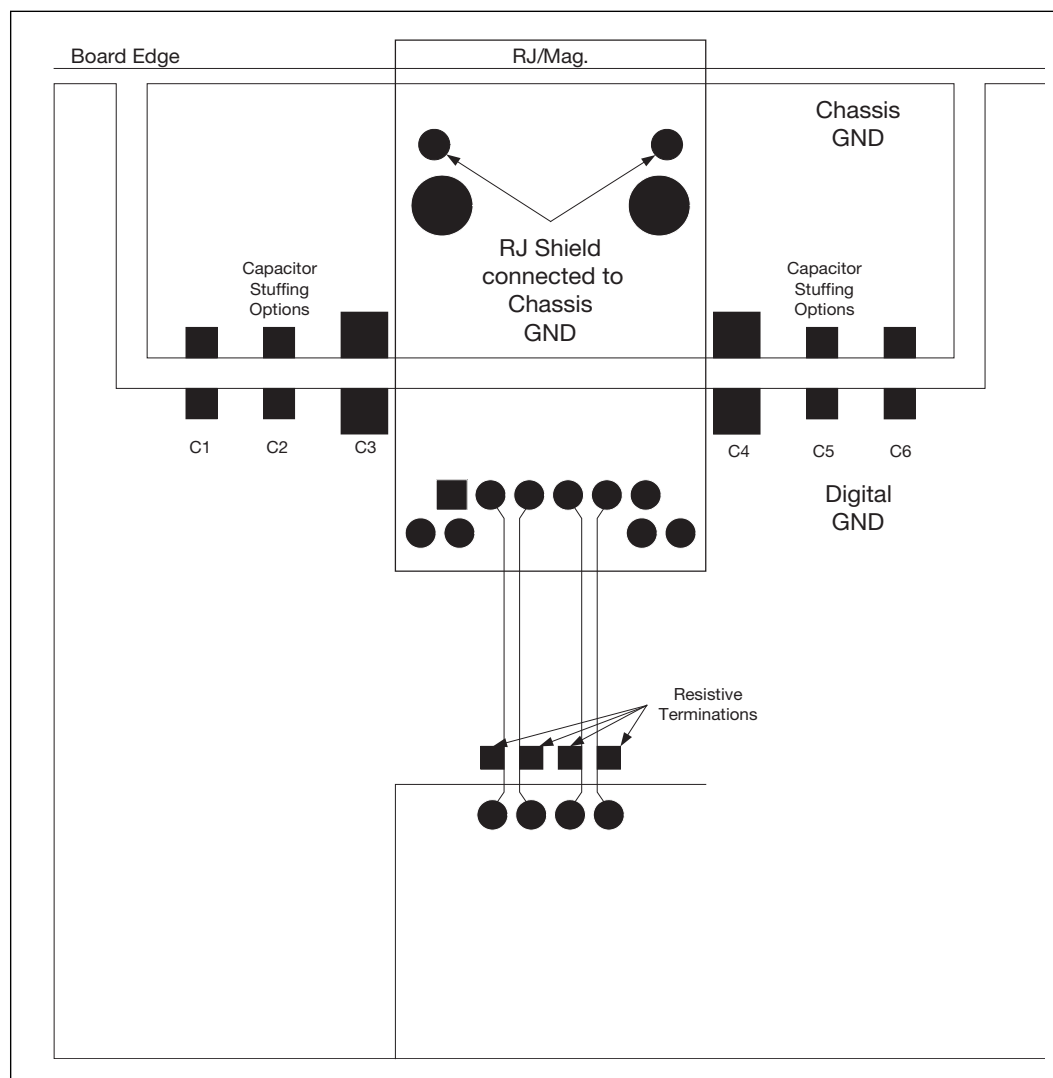 Board Edge
RJ/Mag.
Chassis
GND
RJ Shield
connected to
Chassis
GND
Capacitor
Stuffing
Options
Capacitor
Stuffing
Options
C1
C2
C3
C4
C5
C6
Digital
GND
Resistive
Terminations